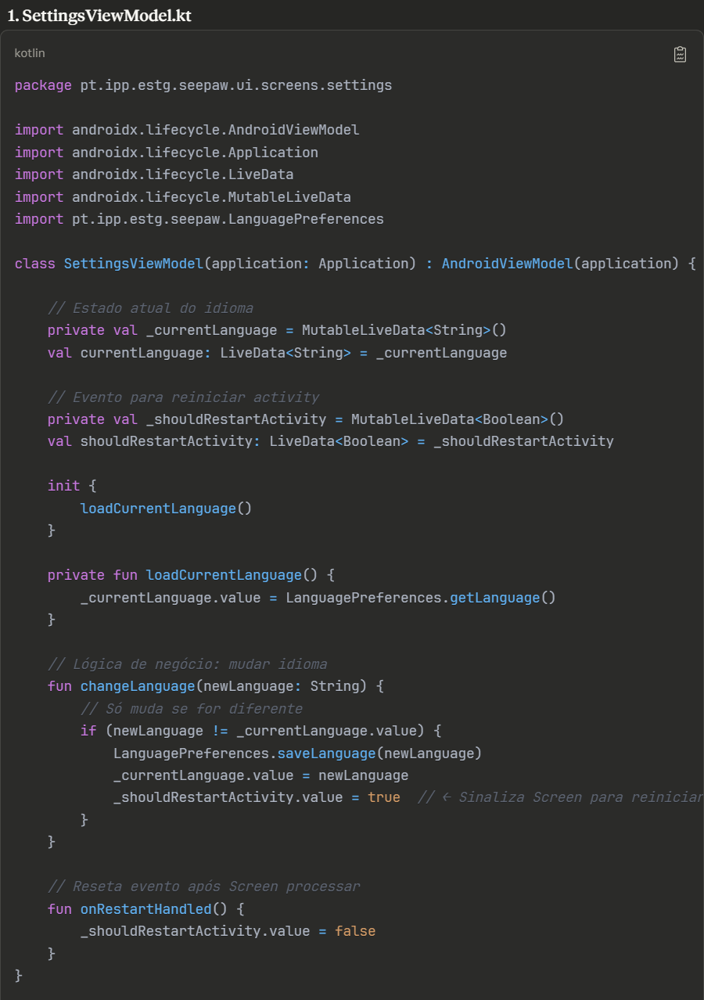 1. SettingsViewModel.kt
kotlin
package pt.ipp.estg.seepaw.ui.screens.settings
import androidx.lifecycle.AndroidViewModel
import androidx.lifecycle.Application
import androidx.lifecycle.LiveData
import androidx.lifecycle.MutableLiveData
import pt.ipp.estg.seepaw.LanguagePreferences
class SettingsViewModel(application: Application) : AndroidViewModel(application) {
    // Estado atual do idioma
    private val _currentLanguage = MutableLiveData<String>()
    val currentLanguage: LiveData<String> = _currentLanguage
    // Evento para reiniciar activity
    private val _shouldRestartActivity = MutableLiveData<Boolean>()
    val shouldRestartActivity: LiveData<Boolean> = _shouldRestartActivity
    init {
        loadCurrentLanguage()
    }
    private fun loadCurrentLanguage() {
        _currentLanguage.value = LanguagePreferences.getLanguage()
    }
    // Lógica de negócio: mudar idioma
    fun changeLanguage(newLanguage: String) {
        // Só muda se for diferente
        if (newLanguage != _currentLanguage.value) {
            LanguagePreferences.saveLanguage(newLanguage)
            _currentLanguage.value = newLanguage
            _shouldRestartActivity.value = true  // ← Sinaliza Screen para reiniciar
        }
    }
    // Reseta evento após Screen processar
    fun onRestartHandled() {
        _shouldRestartActivity.value = false
    }
}